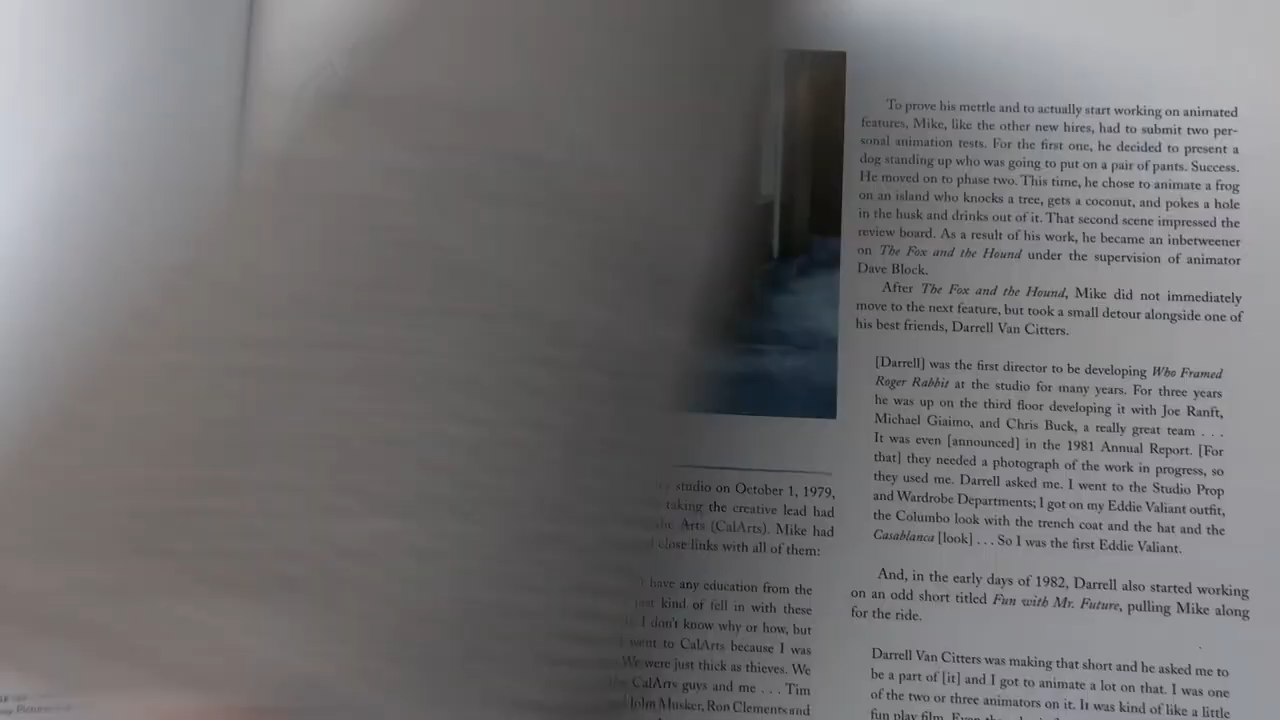 studio on October 1, 1979,
taking the creative lead had
the Arts (CalArts). Mike had
close links with all of them:
have any education from the
just kind of fell in with these
I don't know why or how, but
went to CalArts because I was
We were just thick as thieves. We
CalArts guys and me . . . Tim
John Musker, Ron Clements and
To prove his mettle and to actually start working on animated
features, Mike, like the other new hires, had to submit two per-
sonal animation tests. For the first one, he decided to present a
dog standing up who was going to put on a pair of pants. Success.
He moved on to phase two. This time, he chose to animate a frog
on an island who knocks a tree, gets a coconut, and pokes a hole
in the husk and drinks out of it. That second scene impressed the
review board. As a result of his work, he became an inbetweener
on The Fox and the Hound under the supervision of animator
Dave Block.
After The Fox and the Hound, Mike did not immediately
move to the next feature, but took a small detour alongside one of
his best friends, Darrell Van Citters.
[Darrell] was the first director to be developing Who Framed
Roger Rabbit at the studio for many years. For three years
he was up on the third floor developing it with Joe Ranft,
Michael Giaimo, and Chris Buck, a really great team . . .
It was even [announced] in the 1981 Annual Report. [For
that] they needed a photograph of the work in progress, so
they used me. Darrell asked me. I went to the Studio Prop
and Wardrobe Departments; I got on my Eddie Valiant outfit,
the Columbo look with the trench coat and the hat and the
Casablanca [look] . . . So I was the first Eddie Valiant.
And, in the early days of 1982, Darrell also started working
on an odd short titled Fun with Mr. Future, pulling Mike along
for the ride.
Darrell Van Citters was making that short and he asked me to
be a part of [it] and I got to animate a lot on that. I was one
of the two or three animators on it. It was kind of like a little
fun play film. Even